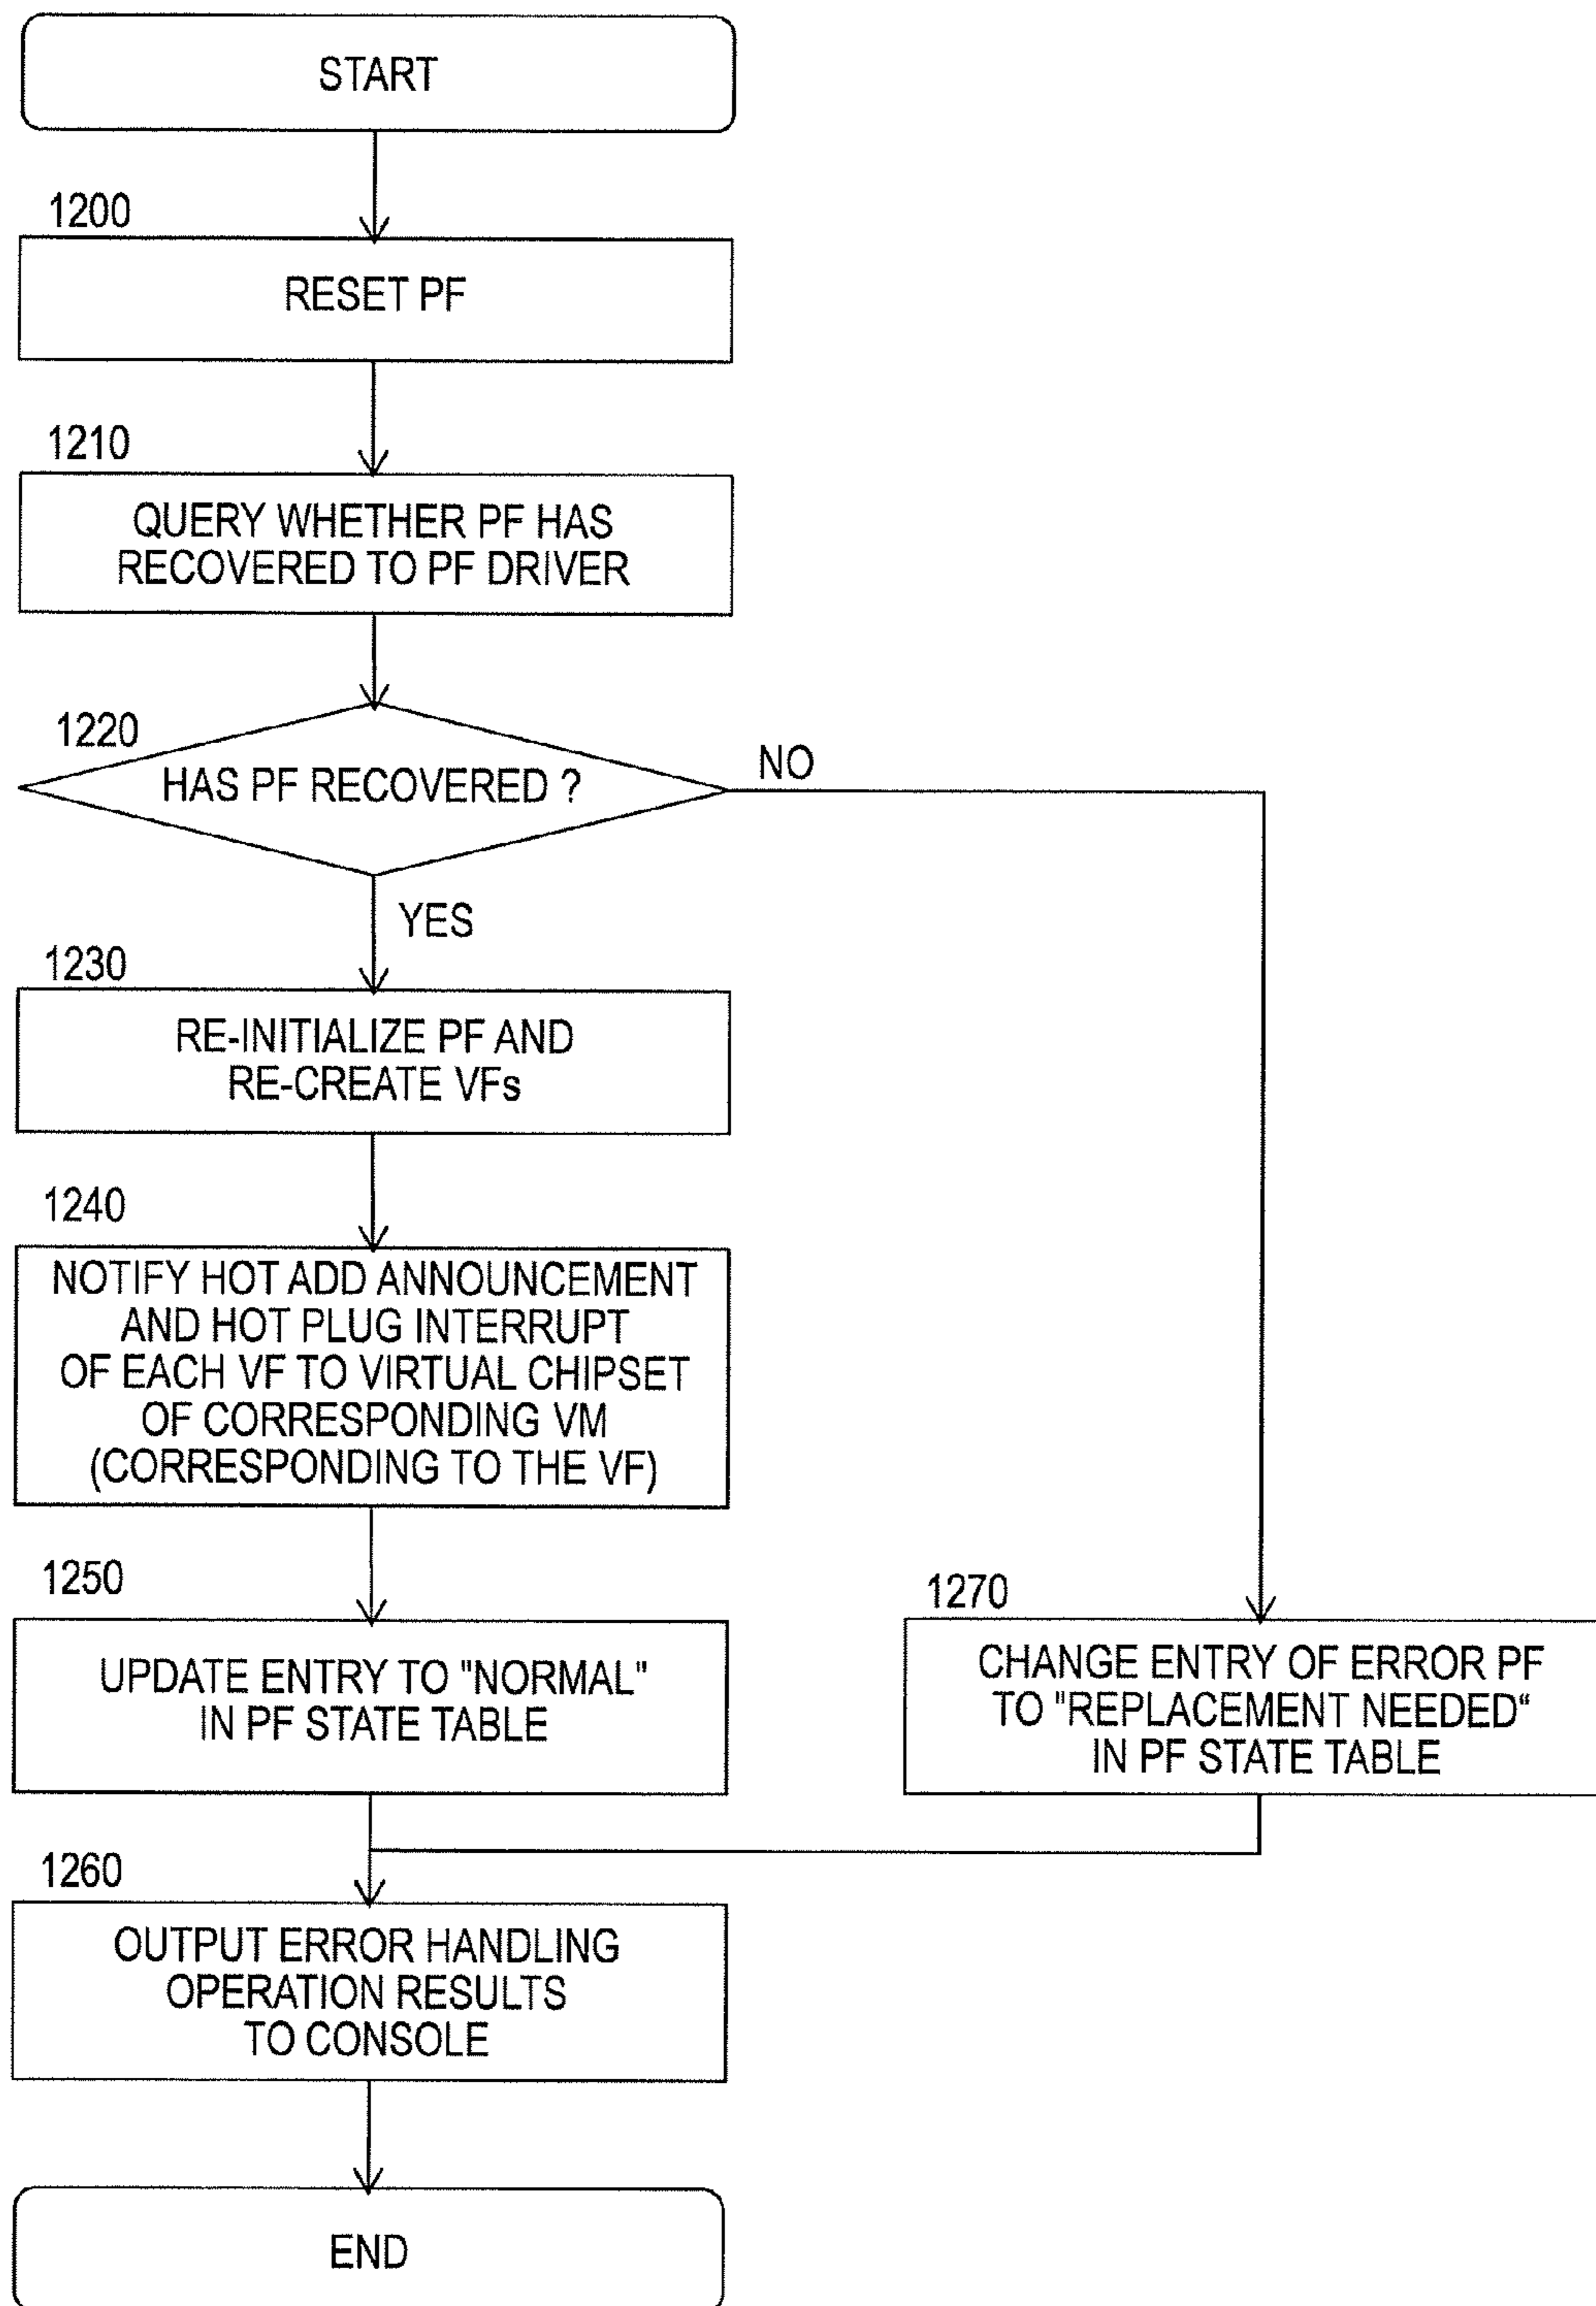 START
1200
RESET PF
1210
QUERY WHETHER PF HAS
RECOVERED TO PF DRIVER
1220
HAS PF RECOVERED ?
NO
YES
1230
RE-INITIALIZE PF AND
RE-CREATE VFs
1240
NOTIFY HOT ADD ANNOUNCEMENT
AND HOT PLUG INTERRUPT
OF EACH VF TO VIRTUAL CHIPSET
OF CORRESPONDING VM
(CORRESPONDING TO THE VF)
1250
UPDATE ENTRY TO "NORMAL"
IN PF STATE TABLE
1270
CHANGE ENTRY OF ERROR PF
TO "REPLACEMENT NEEDED“
IN PF STATE TABLE
1260
OUTPUT ERROR HANDLING
OPERATION RESULTS
TO CONSOLE
END